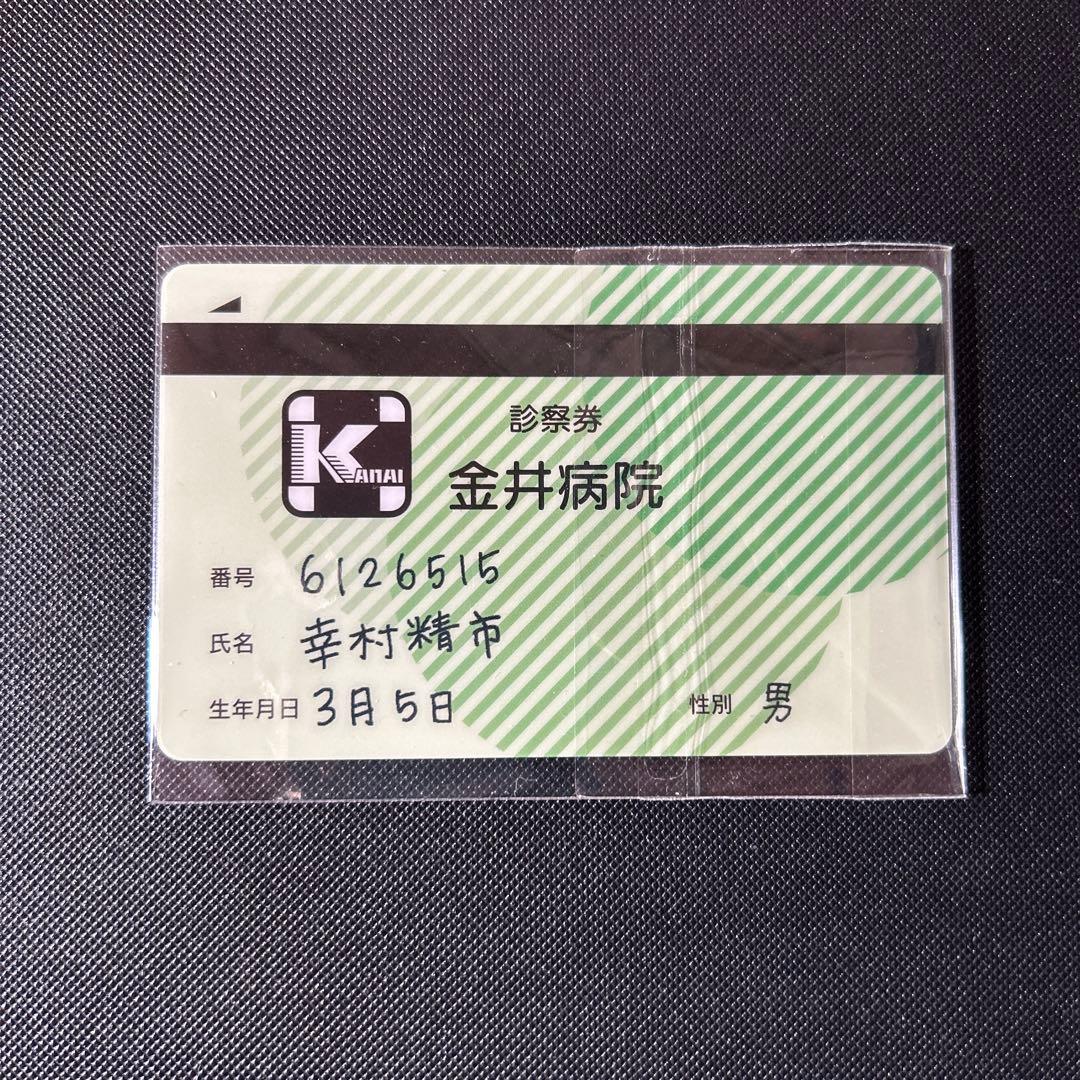 KANAI
診察券
金井病院
番号 6126515
氏名 幸村精市
生年月日 3月5日 性別 男